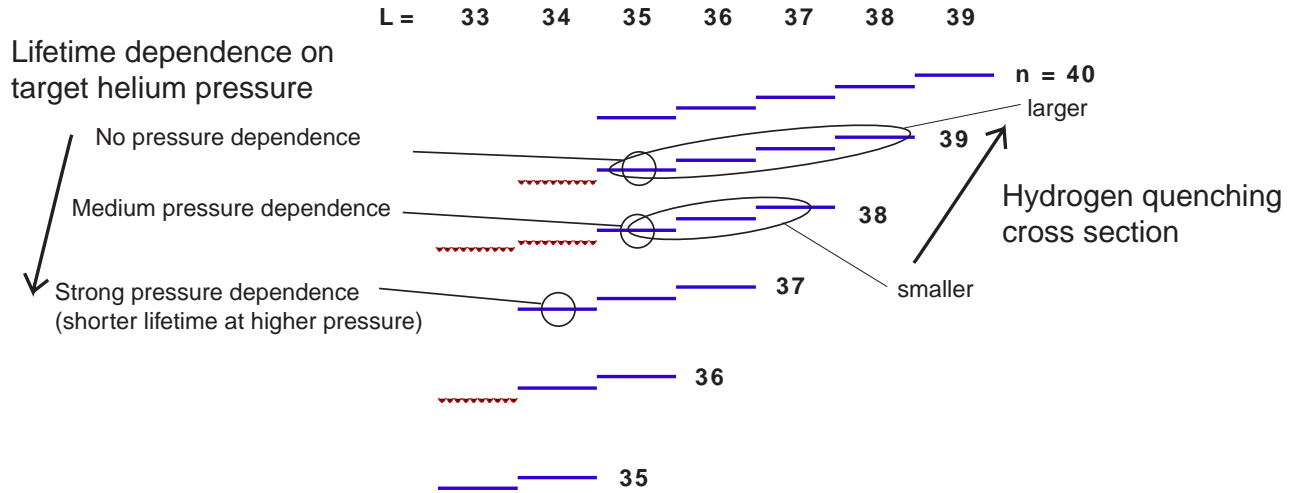 L = 33 34 35 36 37 38 39
Lifetime dependence on
target helium pressure
n = 40
larger
No pressure dependence
39
Hydrogen quenching
cross section
Medium pressure dependence
38
Strong pressure dependence
(shorter lifetime at higher pressure)
37
smaller
36
35